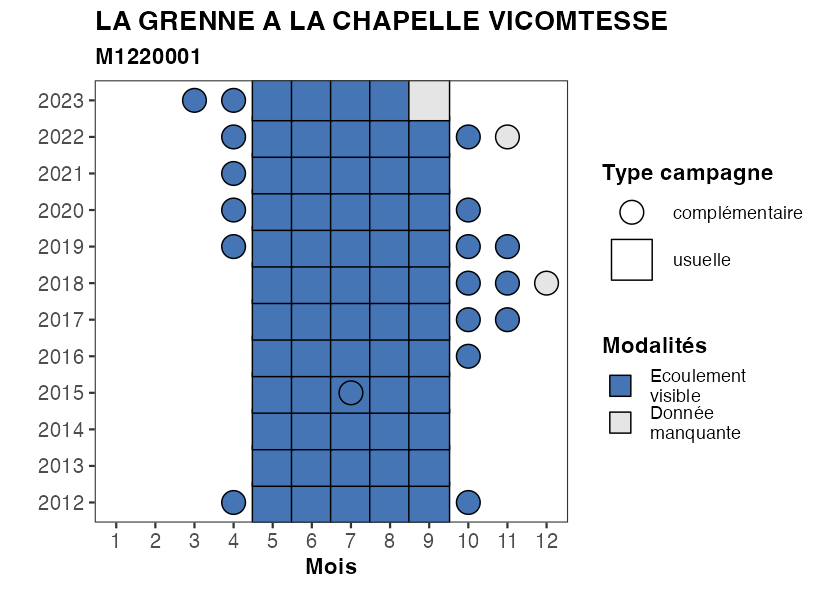 LA GRENNE A LA CHAPELLE VICOMTESSE
M1220001
2023
2022
2021
2020
2019
2018
2017
2016
2015
2014
2013
2012
1 2 3 4 5 6 7 8 9 10 11 12
Mois
Type campagne
complémentaire
usuelle
Modalités
Ecoulement
visible
Donnée
manquante